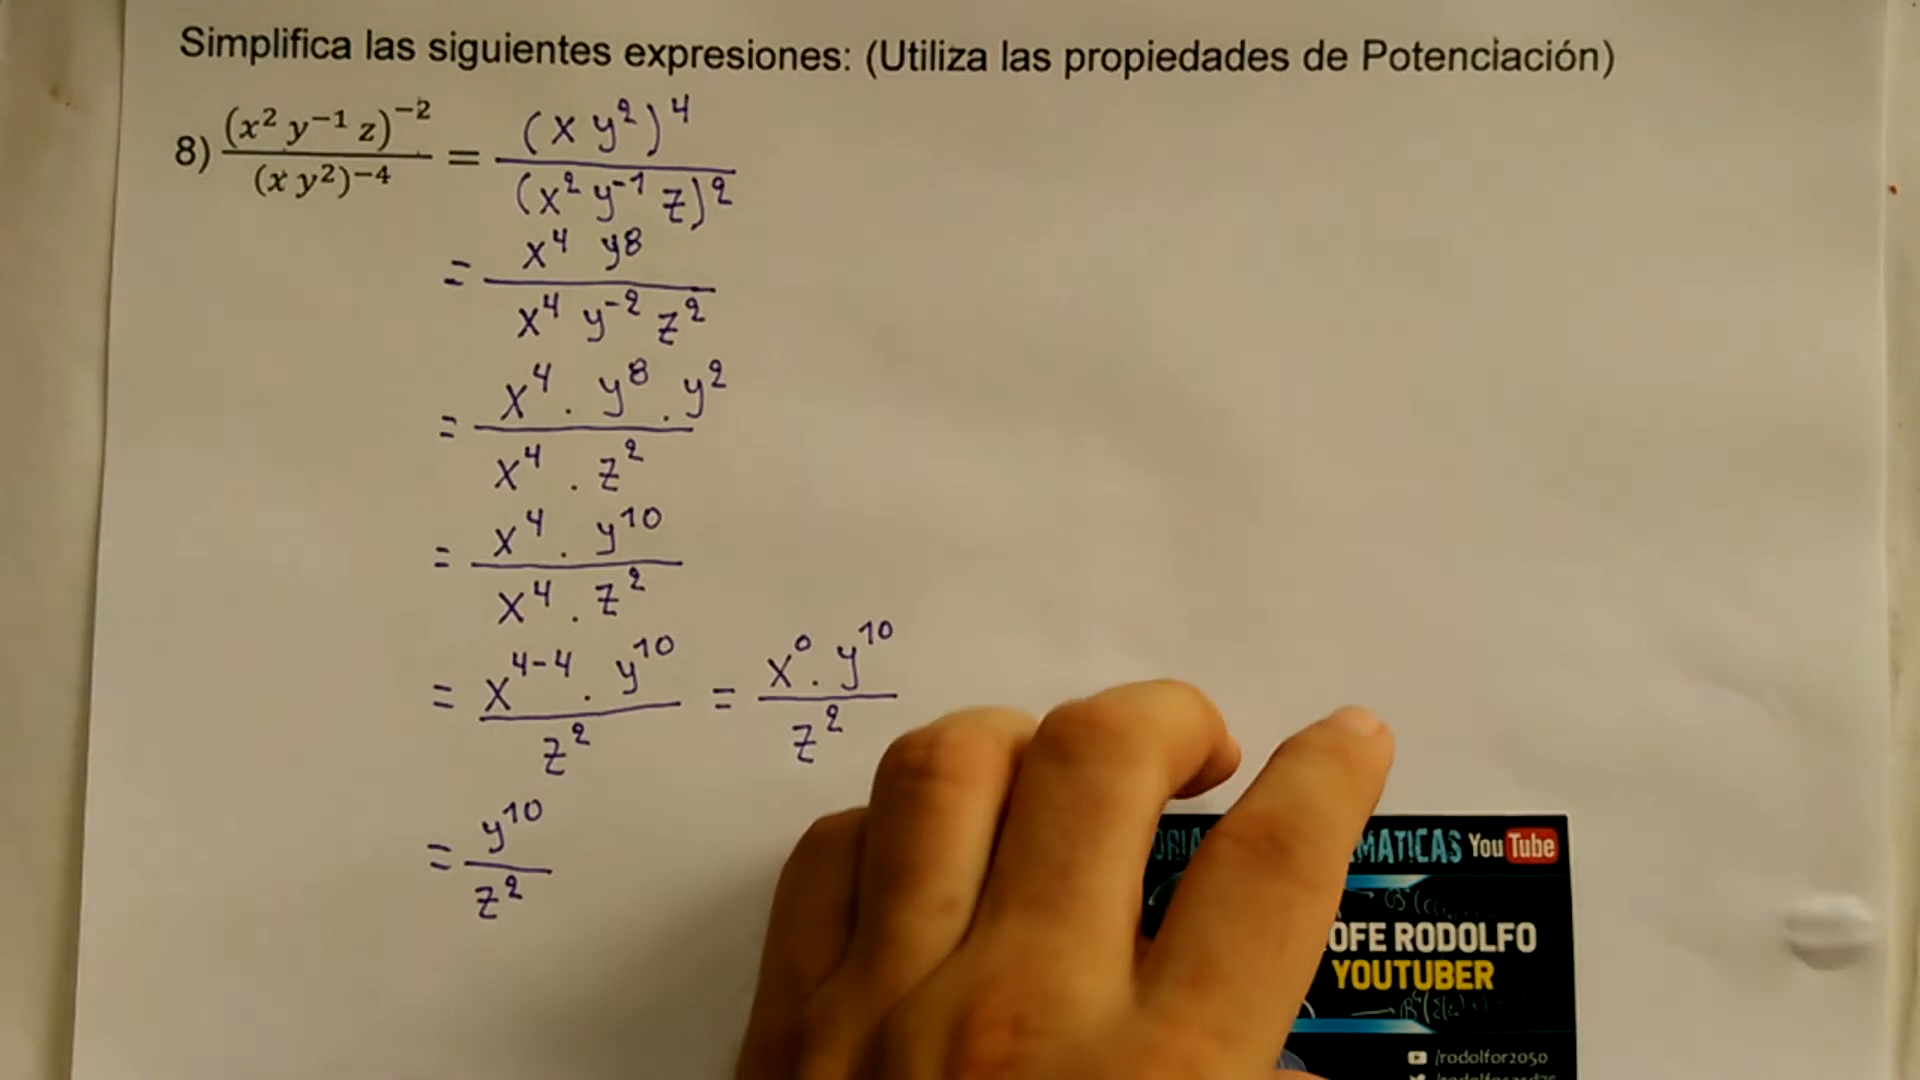 Simplifica las siguientes expresiones: (Utiliza las propiedades de Potenciación)
8) (x² y⁻¹ z)⁻² / (x y²)⁻⁴ = (x y²)⁴ / (x² y⁻¹ z)²
= x⁴ y⁸ / x⁴ y⁻² z²
= x⁴ . y⁸ . y² / x⁴ . z²
= x⁴ . y¹⁰ / x⁴ . z²
= x⁴⁻⁴ . y¹⁰ / z² = x⁰ . y¹⁰ / z²
= y¹⁰ / z²
MATICAS YouTube
OFE RODOLFO
YOUTUBER
/rodolfor2050